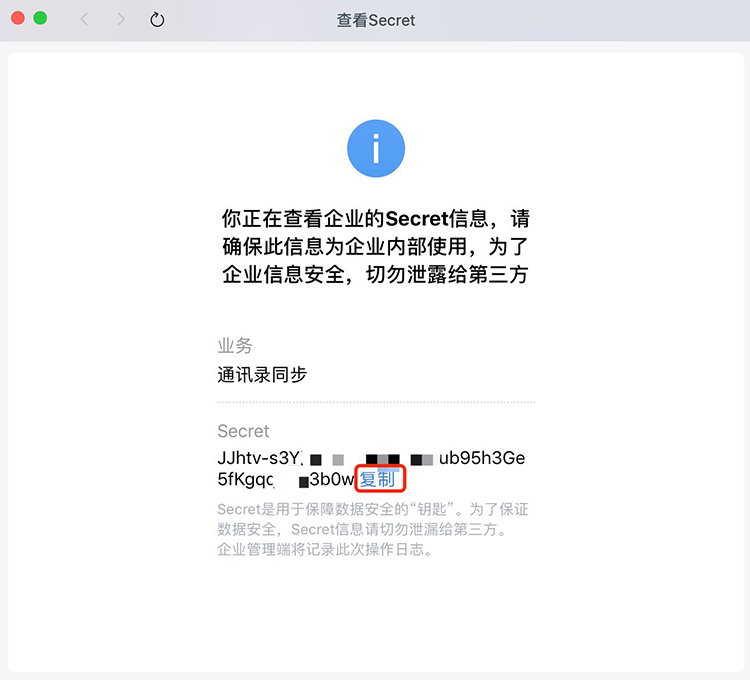 查看Secret
i
你正在查看企业的Secret信息，请
确保此信息为企业内部使用，为了
企业信息安全，切勿泄露给第三方
业务
通讯录同步
Secret
JJhtv-s3Y ub95h3Ge
5fKgqc 3b0w 复制
Secret是用于保障数据安全的“钥匙”。为了保证
数据安全，Secret信息请切勿泄漏给第三方。
企业管理端将记录此次操作日志。